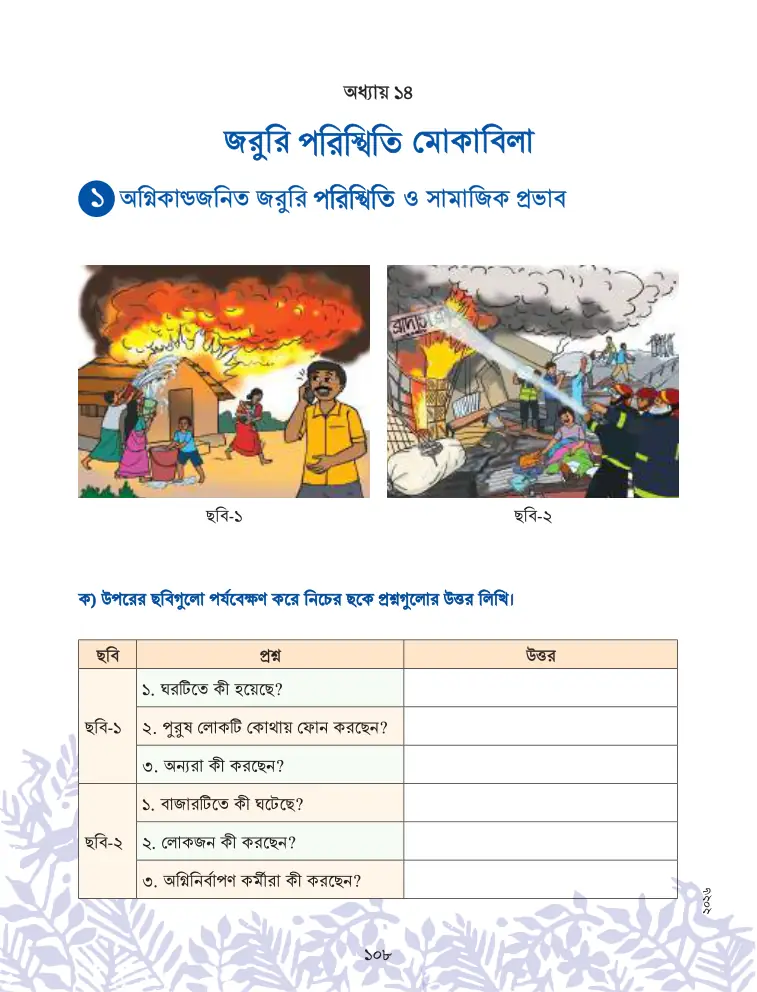 অধ্যায় ১৪
জরুরি পরিস্থিতি মোকাবিলা
১ অগ্নিকাণ্ডজনিত জরুরি পরিস্থিতি ও সামাজিক প্রভাব
ছবি-১ ছবি-২
ক) উপরের ছবিগুলো পর্যবেক্ষণ করে নিচের ছকে প্রশ্নগুলোর উত্তর লিখি।
ছবি প্রশ্ন উত্তর
ছবি-১
১. ঘরটিতে কী হয়েছে?
২. পুরুষ লোকটি কোথায় ফোন করছেন?
৩. অন্যরা কী করছেন?
ছবি-২
১. বাজারটিতে কী ঘটেছে?
২. লোকজন কী করছেন?
৩. অগ্নিনির্বাপণ কর্মীরা কী করছেন?
২০২৬
১০৮